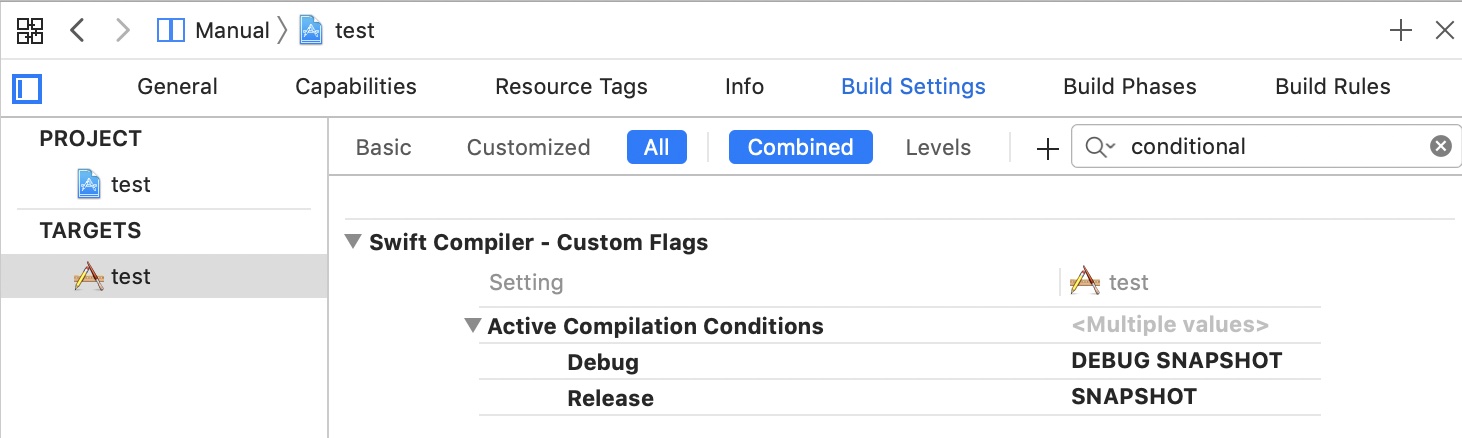 Manual test
General Capabilities Resource Tags Info Build Settings Build Phases Build Rules
PROJECT
test
TARGETS
test
Basic Customized All Combined Levels conditional
Swift Compiler - Custom Flags
Setting test
Active Compilation Conditions <Multiple values>
Debug DEBUG SNAPSHOT
Release SNAPSHOT